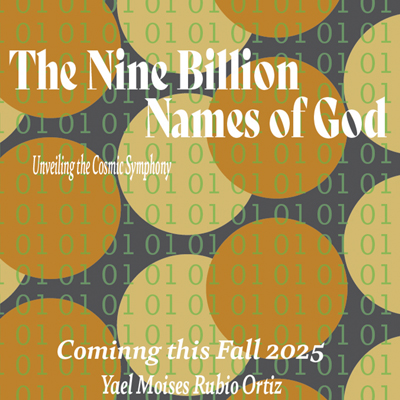 The Nine Billion
Names of God
Unveiling the Cosmic Symphony
Cominng this Fall 2025
Yael Moises Rubio Ortiz